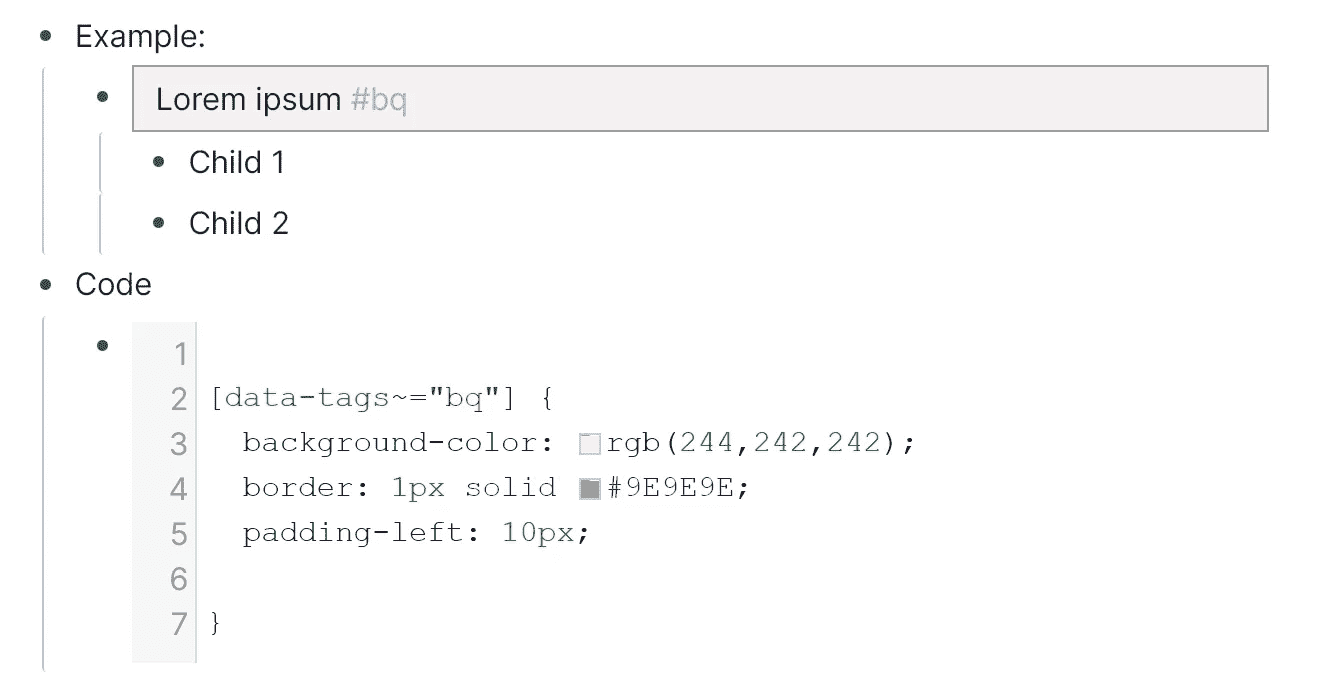 Example:
Lorem ipsum #bq
Child 1
Child 2
Code
1
2 [data-tags~="bq"] {
3 background-color: rgb(244,242,242);
4 border: 1px solid #9E9E9E;
5 padding-left: 10px;
6
7 }